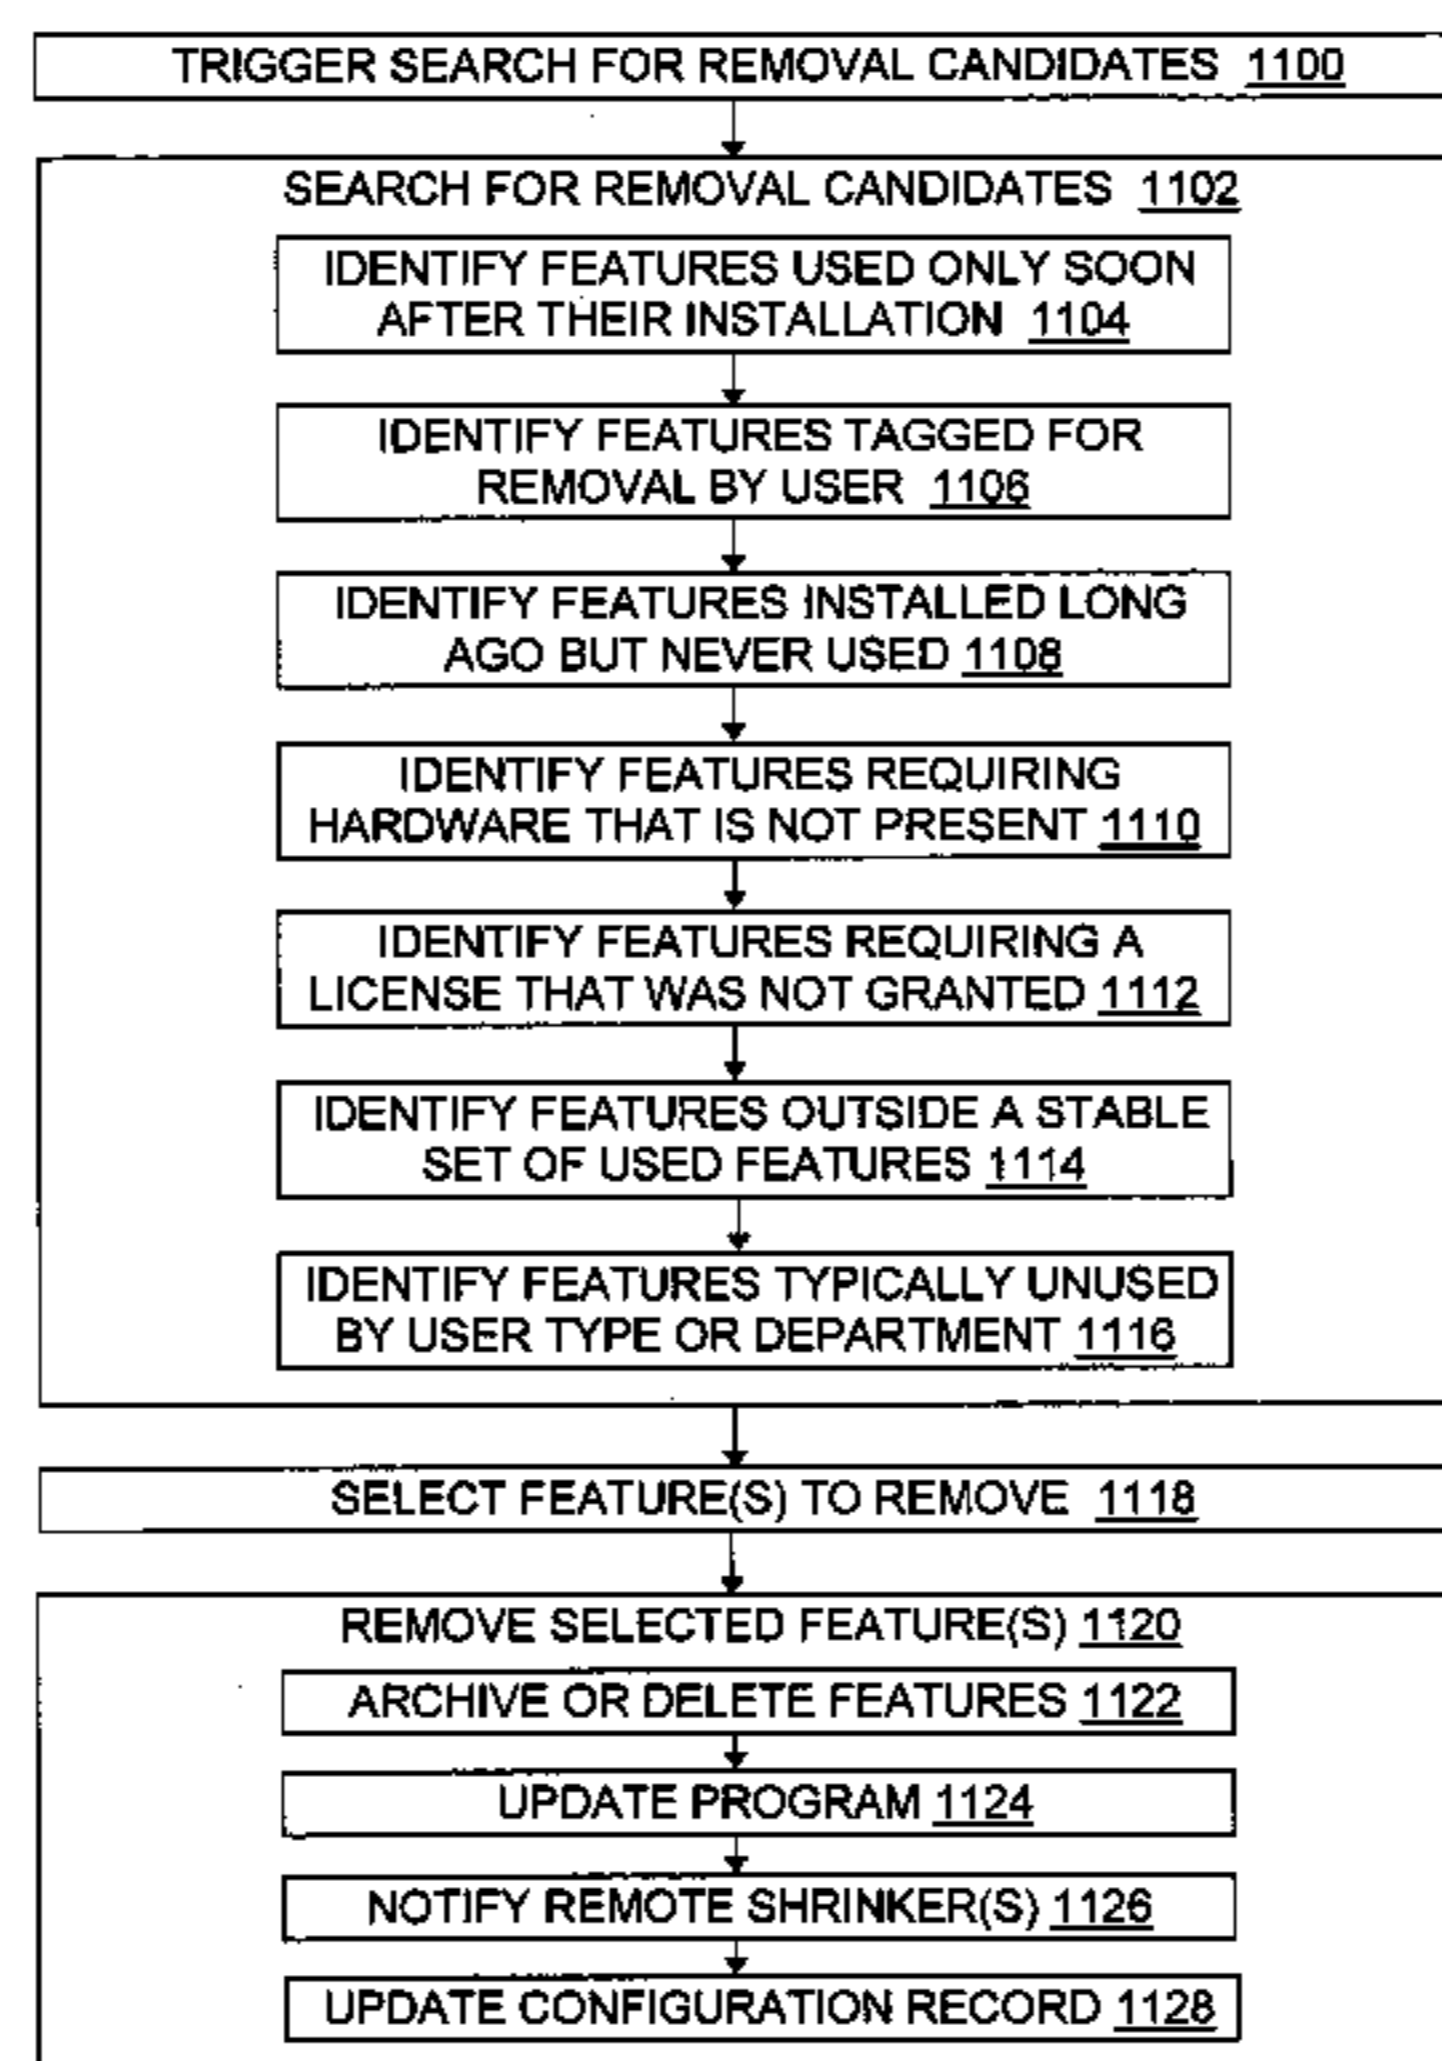 TRIGGER SEARCH FOR REMOVAL CANDIDATES 1100
SEARCH FOR REMOVAL CANDIDATES 1102
IDENTIFY FEATURES USED ONLY SOON
AFTER THEIR INSTALLATION 1104
IDENTIFY FEATURES TAGGED FOR
REMOVAL BY USER 1106
IDENTIFY FEATURES INSTALLED LONG
AGO BUT NEVER USED 1108
IDENTIFY FEATURES REQUIRING
HARDWARE THAT IS NOT PRESENT 1110
IDENTIFY FEATURES REQUIRING A
LICENSE THAT WAS NOT GRANTED 1112
IDENTIFY FEATURES OUTSIDE A STABLE
SET OF USED FEATURES 1114
IDENTIFY FEATURES TYPICALLY UNUSED
BY USER TYPE OR DEPARTMENT 1116
SELECT FEATURE(S) TO REMOVE 1118
REMOVE SELECTED FEATURE(S) 1120
ARCHIVE OR DELETE FEATURES 1122
UPDATE PROGRAM 1124
NOTIFY REMOTE SHRINKER(S) 1126
UPDATE CONFIGURATION RECORD 1128